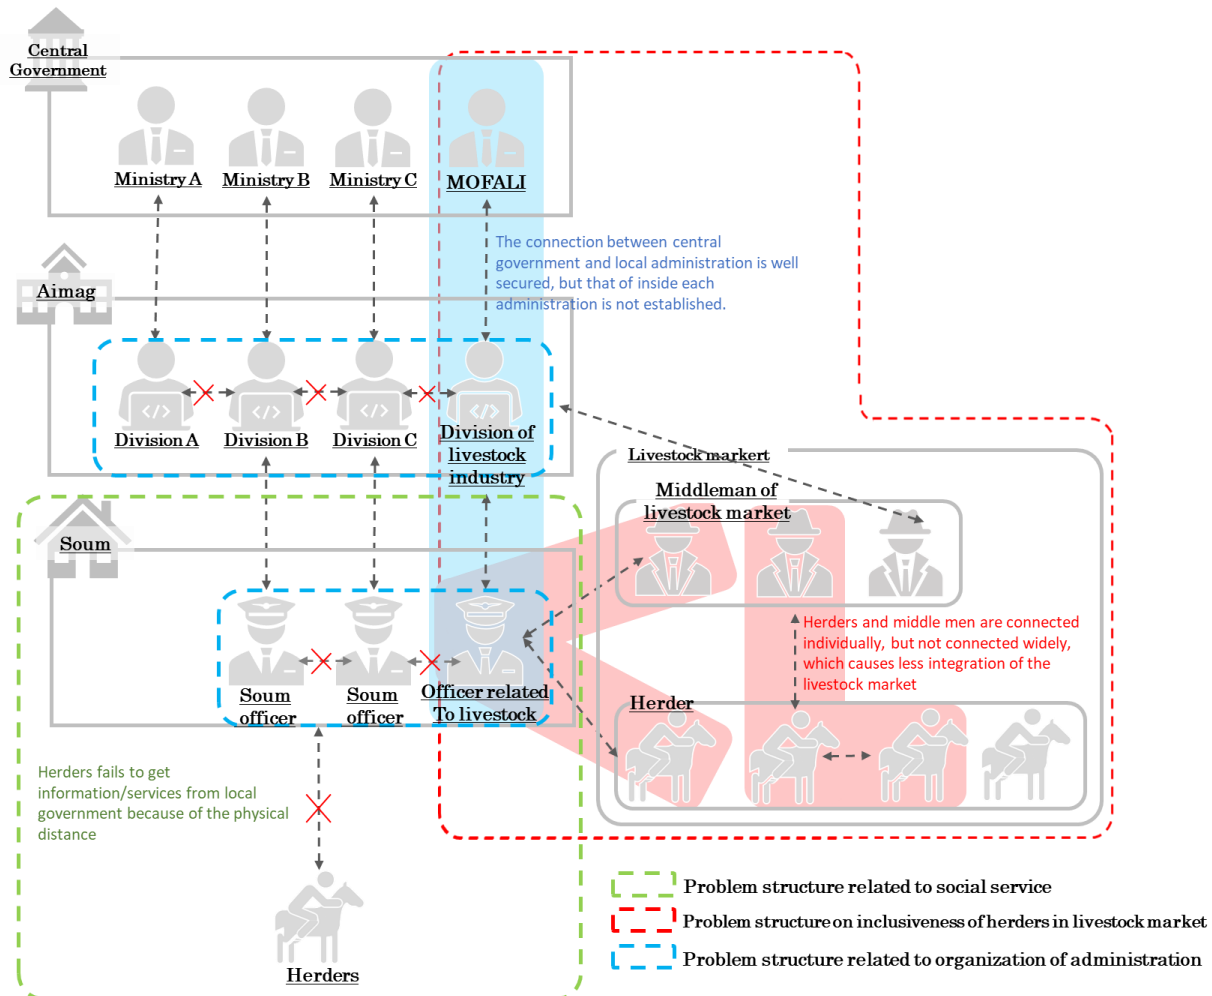 Central
Government
Ministry A
Ministry B
Ministry C
MOFALI
The connection between central
government and local administration is well
secured, but that of inside each
administration is not established.
Aimag
</>
</>
</>
</>
Division A
Division B
Division C
Division of
livestock
industry
Livestock markert
Middleman of
livestock market
Soum
Herders and middle men are connected
individually, but not connected widely,
which causes less integration of the
livestock market
Soum
officer
Soum
officer
Officer related
To livestock
Herder
Herders fails to get
information/services from local
government because of the physical
distance
Herders
Problem structure related to social service
Problem structure on inclusiveness of herders in livestock market
Problem structure related to organization of administration